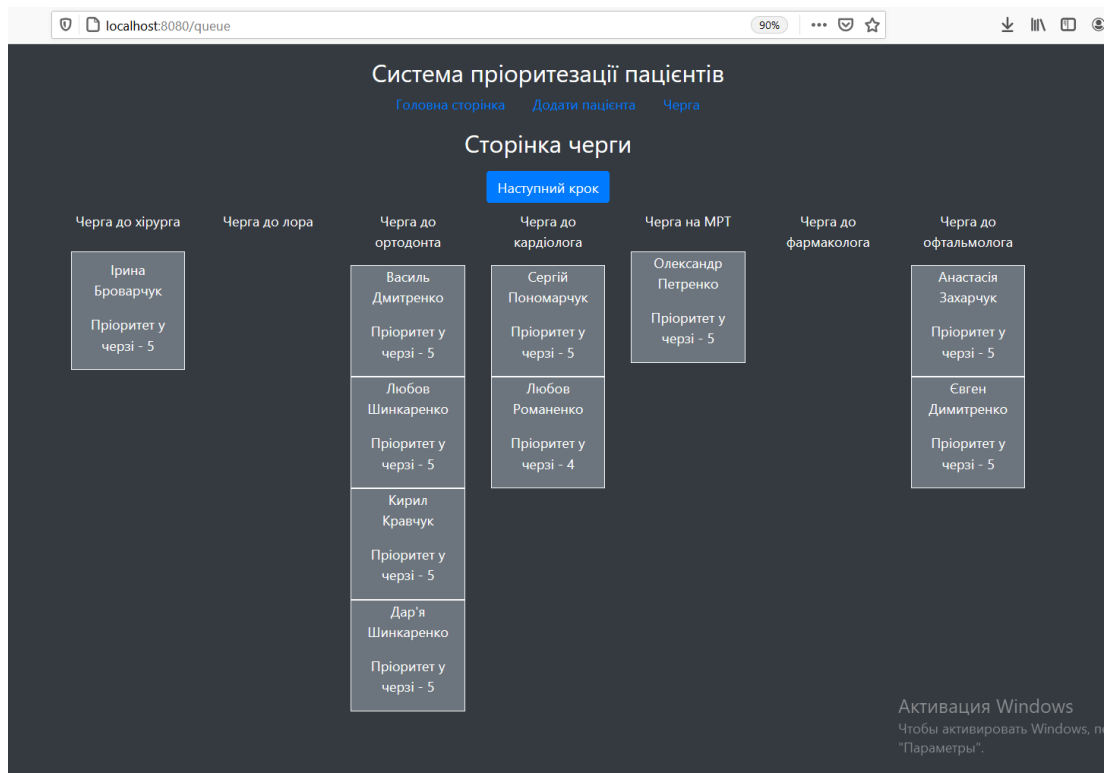 localhost:8080/queue
90%
Система пріоритезації пацієнтів
Головна сторінка Додати пацієнта Черга
Сторінка черги
Наступний крок
Черга до хірурга
Ірина
Броварчук
Пріоритет у
черзі - 5
Черга до лора
Черга до
ортодонта
Василь
Дмитренко
Пріоритет у
черзі - 5
Любов
Шинкаренко
Пріоритет у
черзі - 5
Кирил
Кравчук
Пріоритет у
черзі - 5
Дар'я
Шинкаренко
Пріоритет у
черзі - 5
Черга до
кардіолога
Сергій
Пономарчук
Пріоритет у
черзі - 5
Любов
Романенко
Пріоритет у
черзі - 4
Черга на МРТ
Олександр
Петренко
Пріоритет у
черзі - 5
Черга до
фармаколога
Черга до
офтальмолога
Анастасія
Захарчук
Пріоритет у
черзі - 5
Євген
Димитренко
Пріоритет у
черзі - 5
Активация Windows
Чтобы активировать Windows,
"Параметры".